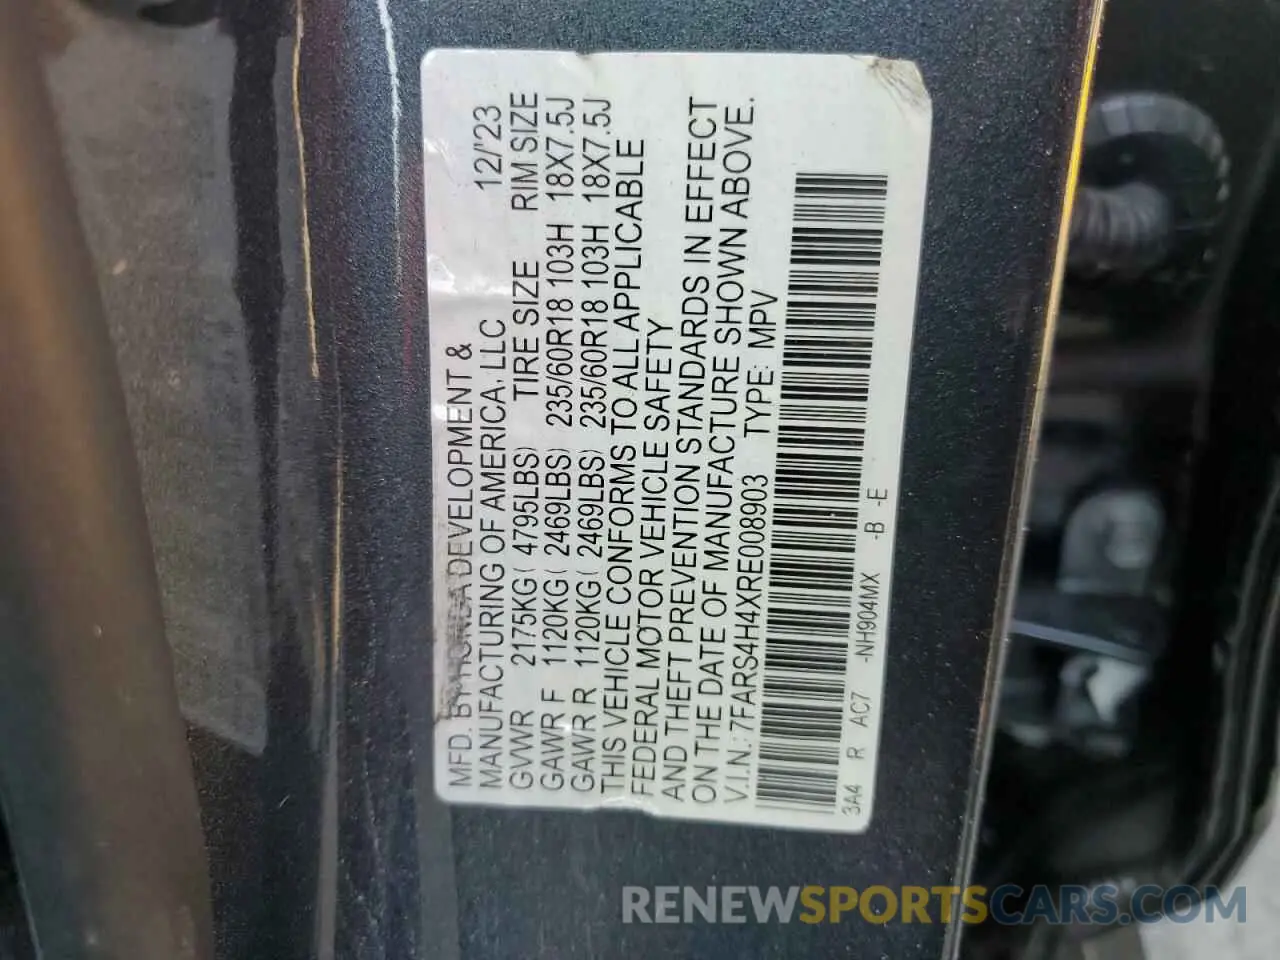 MFD. BY HONDA DEVELOPMENT &
MANUFACTURING OF AMERICA, LLC 12/'23
GVWR 2175KG( 4795LBS) TIRE SIZE RIM SIZE
GAWR F 1120KG( 2469LBS) 235/60R18 103H 18X7.5J
GAWR R 1120KG( 2469LBS) 235/60R18 103H 18X7.5J
THIS VEHICLE CONFORMS TO ALL APPLICABLE
FEDERAL MOTOR VEHICLE SAFETY
AND THEFT PREVENTION STANDARDS IN EFFECT
ON THE DATE OF MANUFACTURE SHOWN ABOVE.
V.I.N.: 7FARS4H4XRE008903 TYPE: MPV
3A4 R AC7 -NH904MX -B -E
RENEWSPORTSCARS.COM